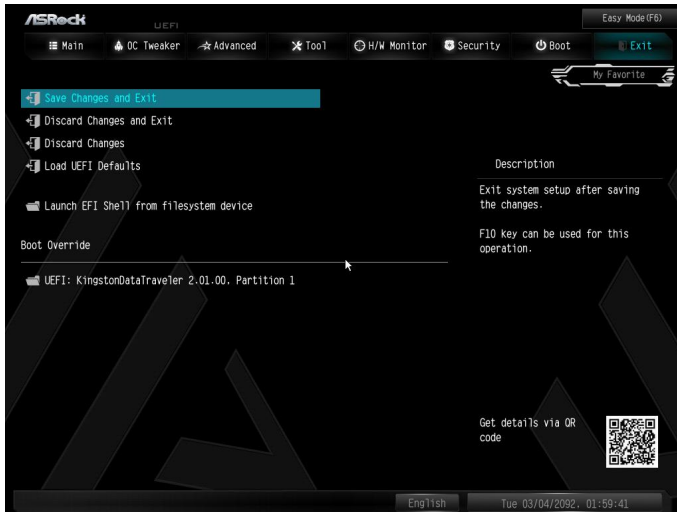 ASRock UEFI
Easy Mode(F6)
Main OC Tweaker Advanced Tool H/W Monitor Security Boot Exit
My Favorite
Save Changes and Exit
Discard Changes and Exit
Discard Changes
Load UEFI Defaults
Launch EFI Shell from filesystem device
Boot Override
UEFI: KingstonDataTraveler 2.01.00, Partition 1
Description
Exit system setup after saving
the changes.
F10 key can be used for this
operation.
Get details via QR
code
English
Tue 03/04/2092, 01:59:41